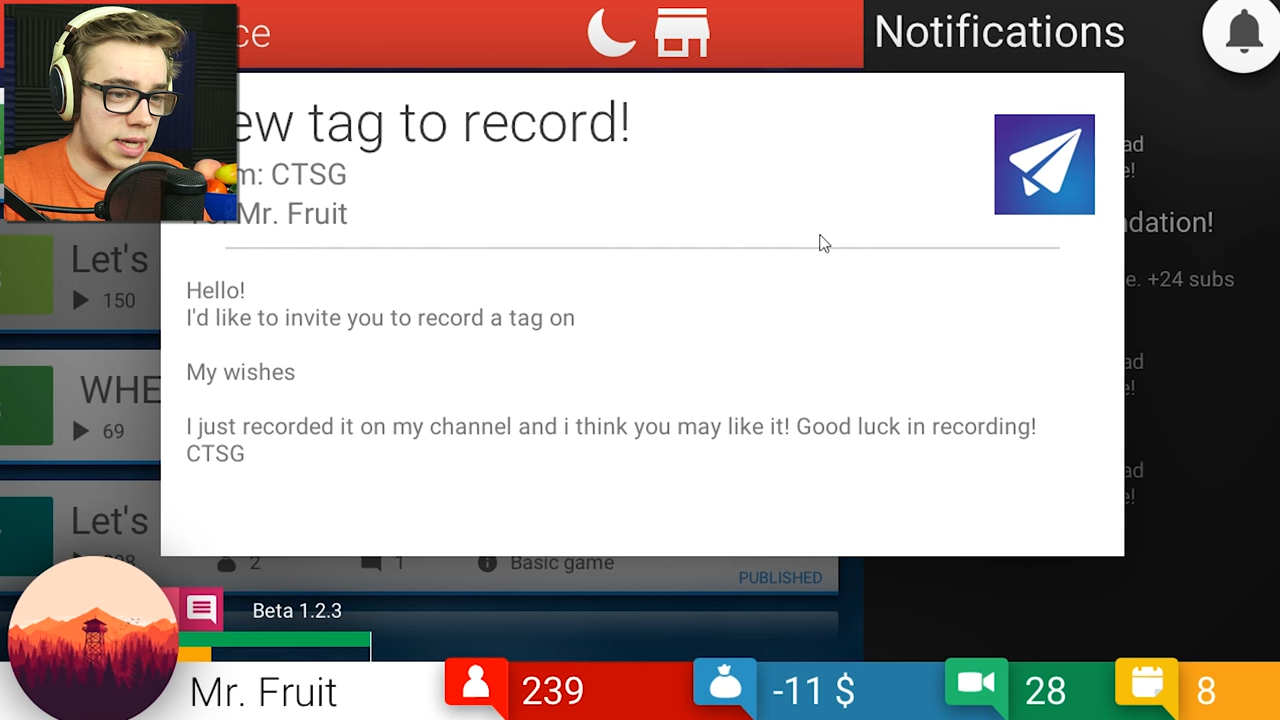 ce
Notifications
ew tag to record!
m: CTSG
Mr. Fruit
Hello!
I'd like to invite you to record a tag on
My wishes
I just recorded it on my channel and i think you may like it! Good luck in recording!
CTSG
ad
e!
dation!
e. +24 subs
ad
e!
ad
e!
Let's
150
WHE
69
Let's
2
1
Basic game
PUBLISHED
Beta 1.2.3
Mr. Fruit
239
-11 $
28
8